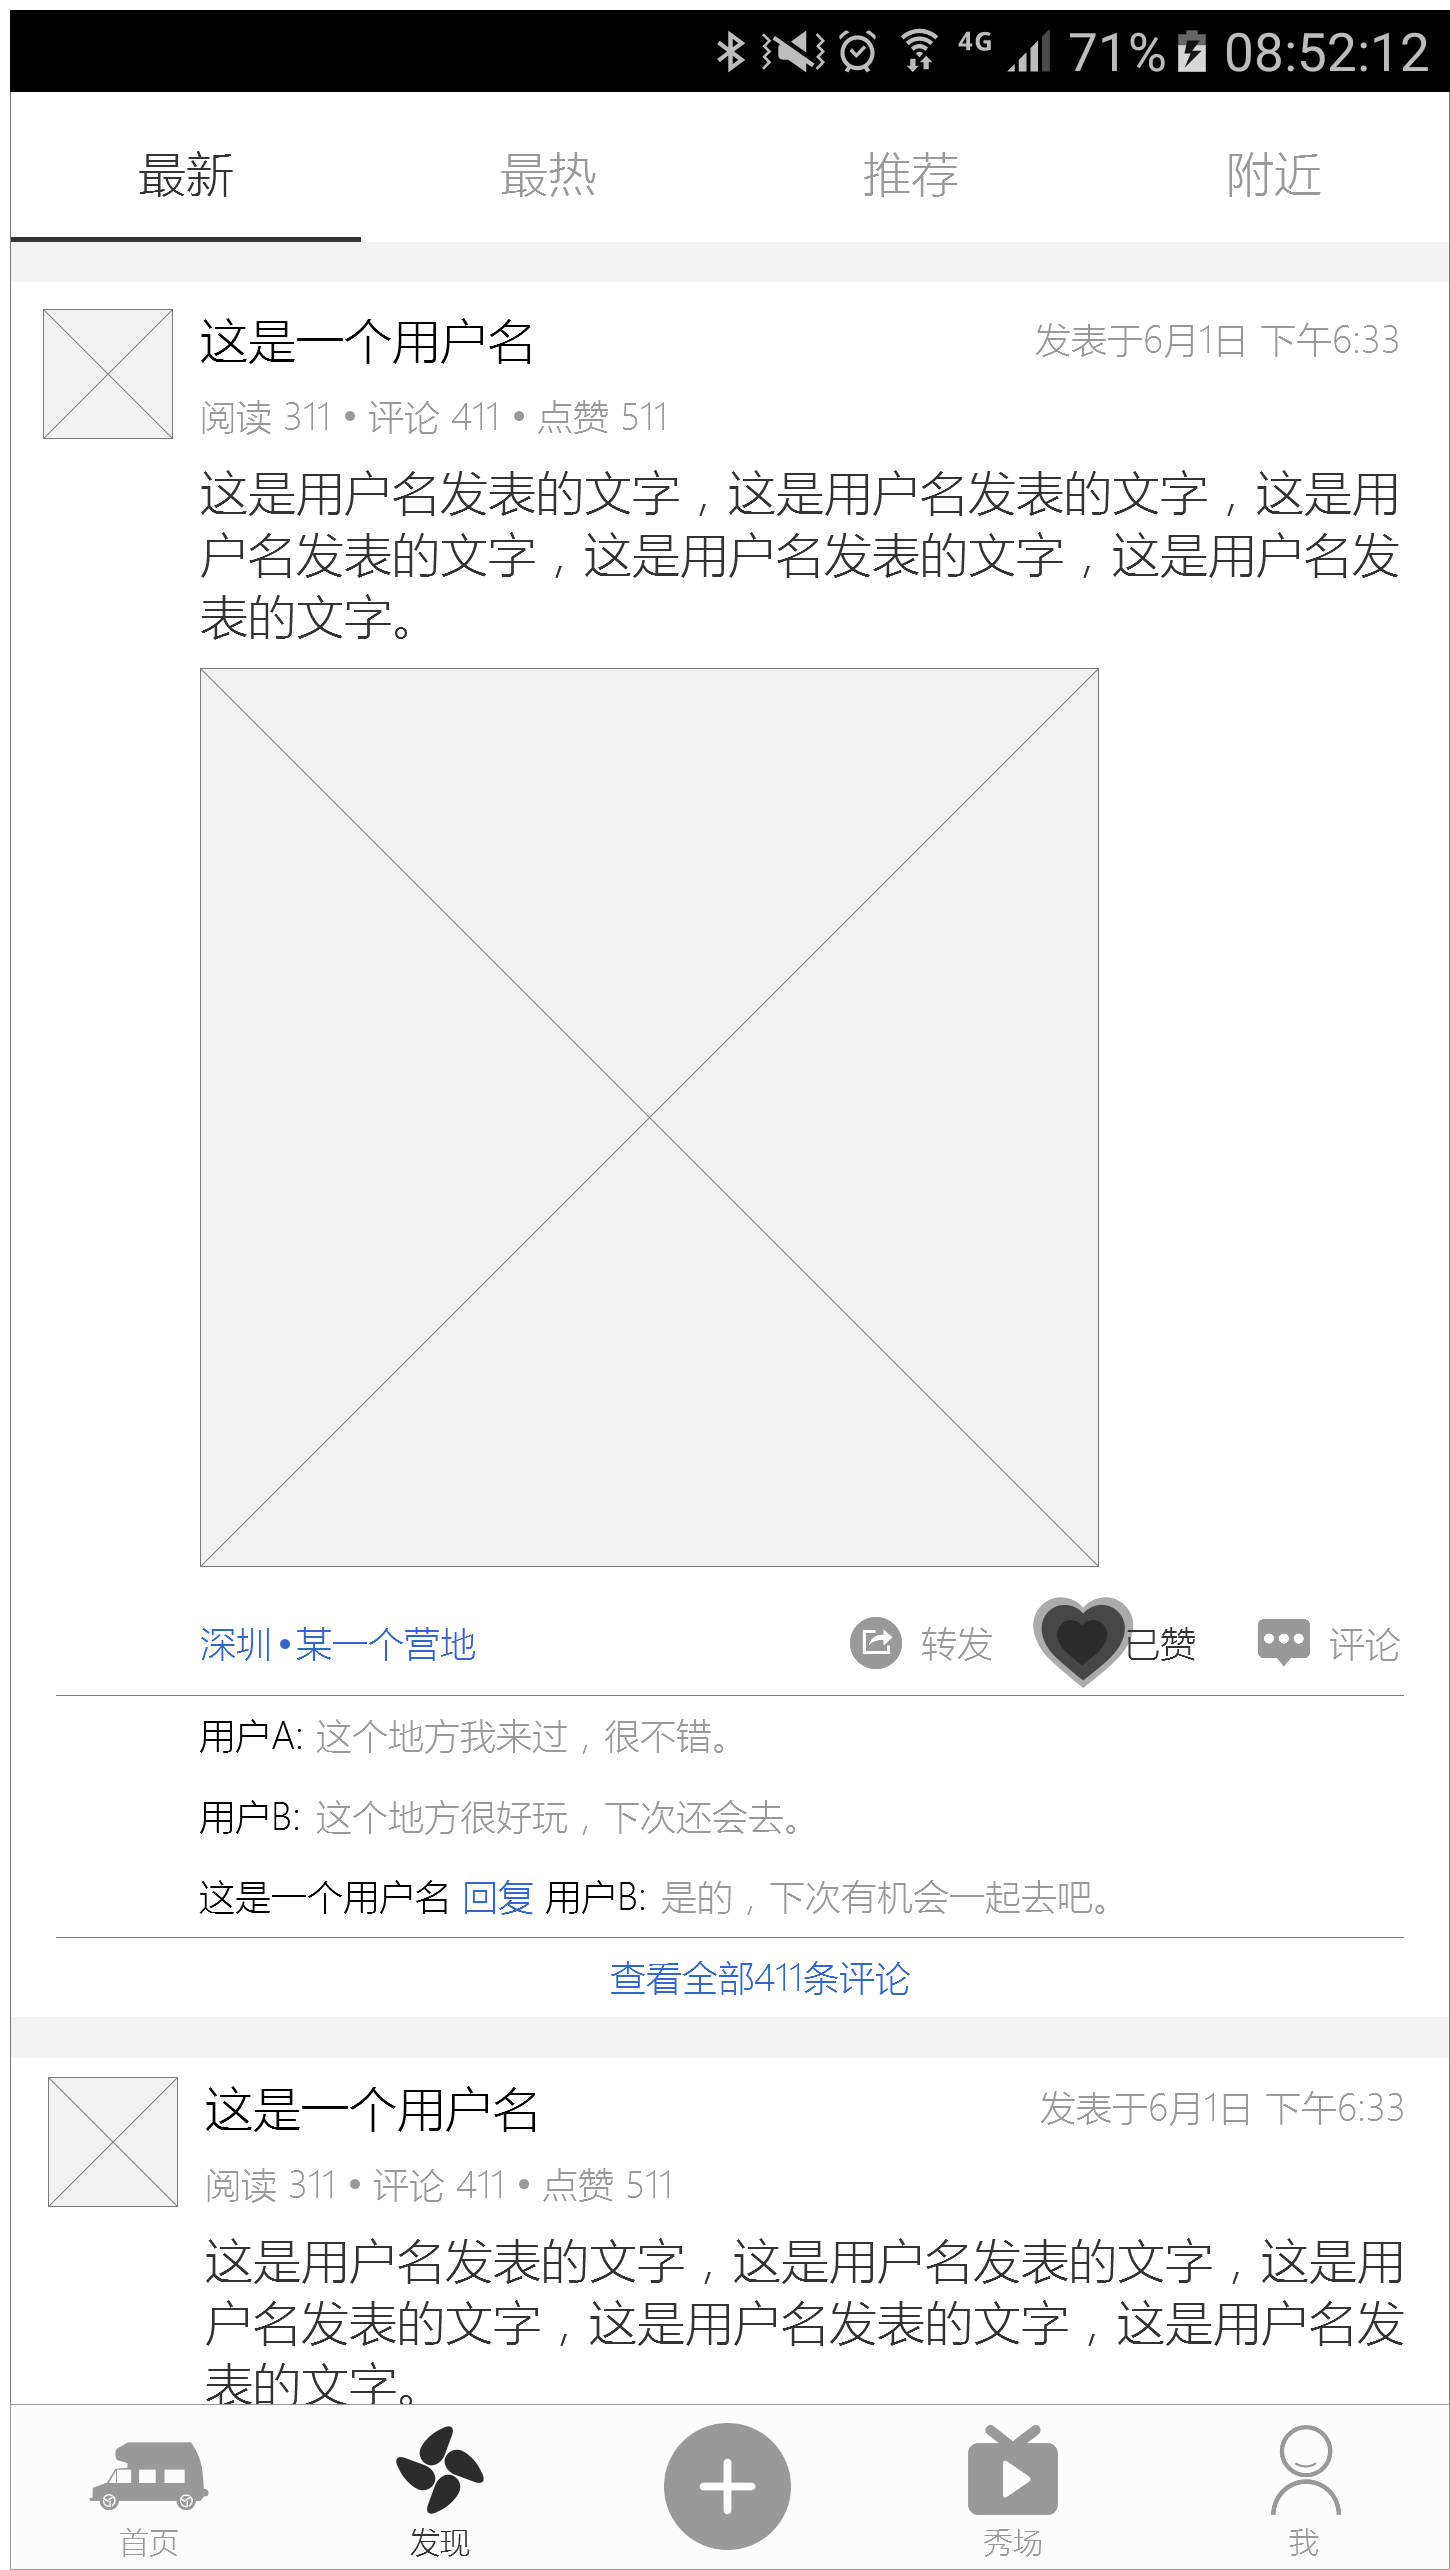 4G 71% 08:52:12
最新 最热 推荐 附近
这是一个用户名 发表于6月1日 下午6:33
阅读 311 • 评论 411 • 点赞 511
这是用户名发表的文字，这是用户名发表的文字，这是用
户名发表的文字，这是用户名发表的文字，这是用户名发
表的文字。
深圳•某一个营地 转发 已赞 评论
用户A: 这个地方我来过，很不错。
用户B: 这个地方很好玩，下次还会去。
这是一个用户名 回复 用户B: 是的，下次有机会一起去吧。
查看全部411条评论
这是一个用户名 发表于6月1日 下午6:33
阅读 311 • 评论 411 • 点赞 511
这是用户名发表的文字，这是用户名发表的文字，这是用
户名发表的文字，这是用户名发表的文字，这是用户名发
表的文字。
首页 发现 秀场 我